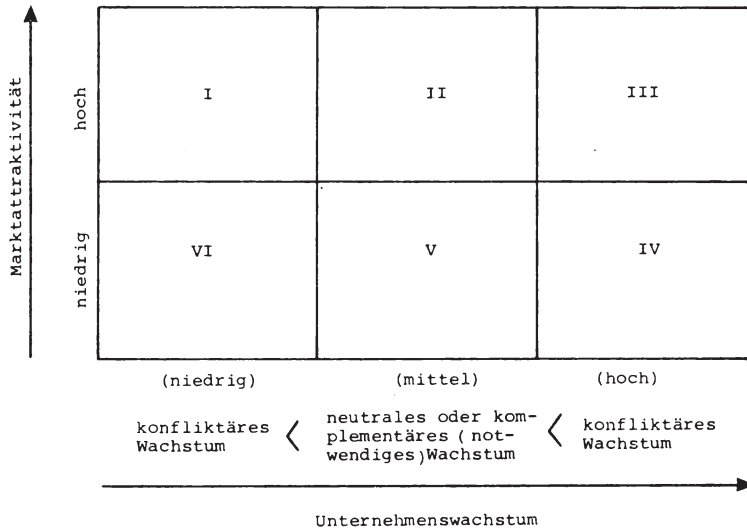 Marktattraktivität
hoch
niedrig
I
II
III
VI
V
IV
(niedrig)
(mittel)
(hoch)
konfliktäres
Wachstum
<
neutrales oder kom-
plementäres (not-
wendiges)Wachstum
<
konfliktäres
Wachstum
Unternehmenswachstum